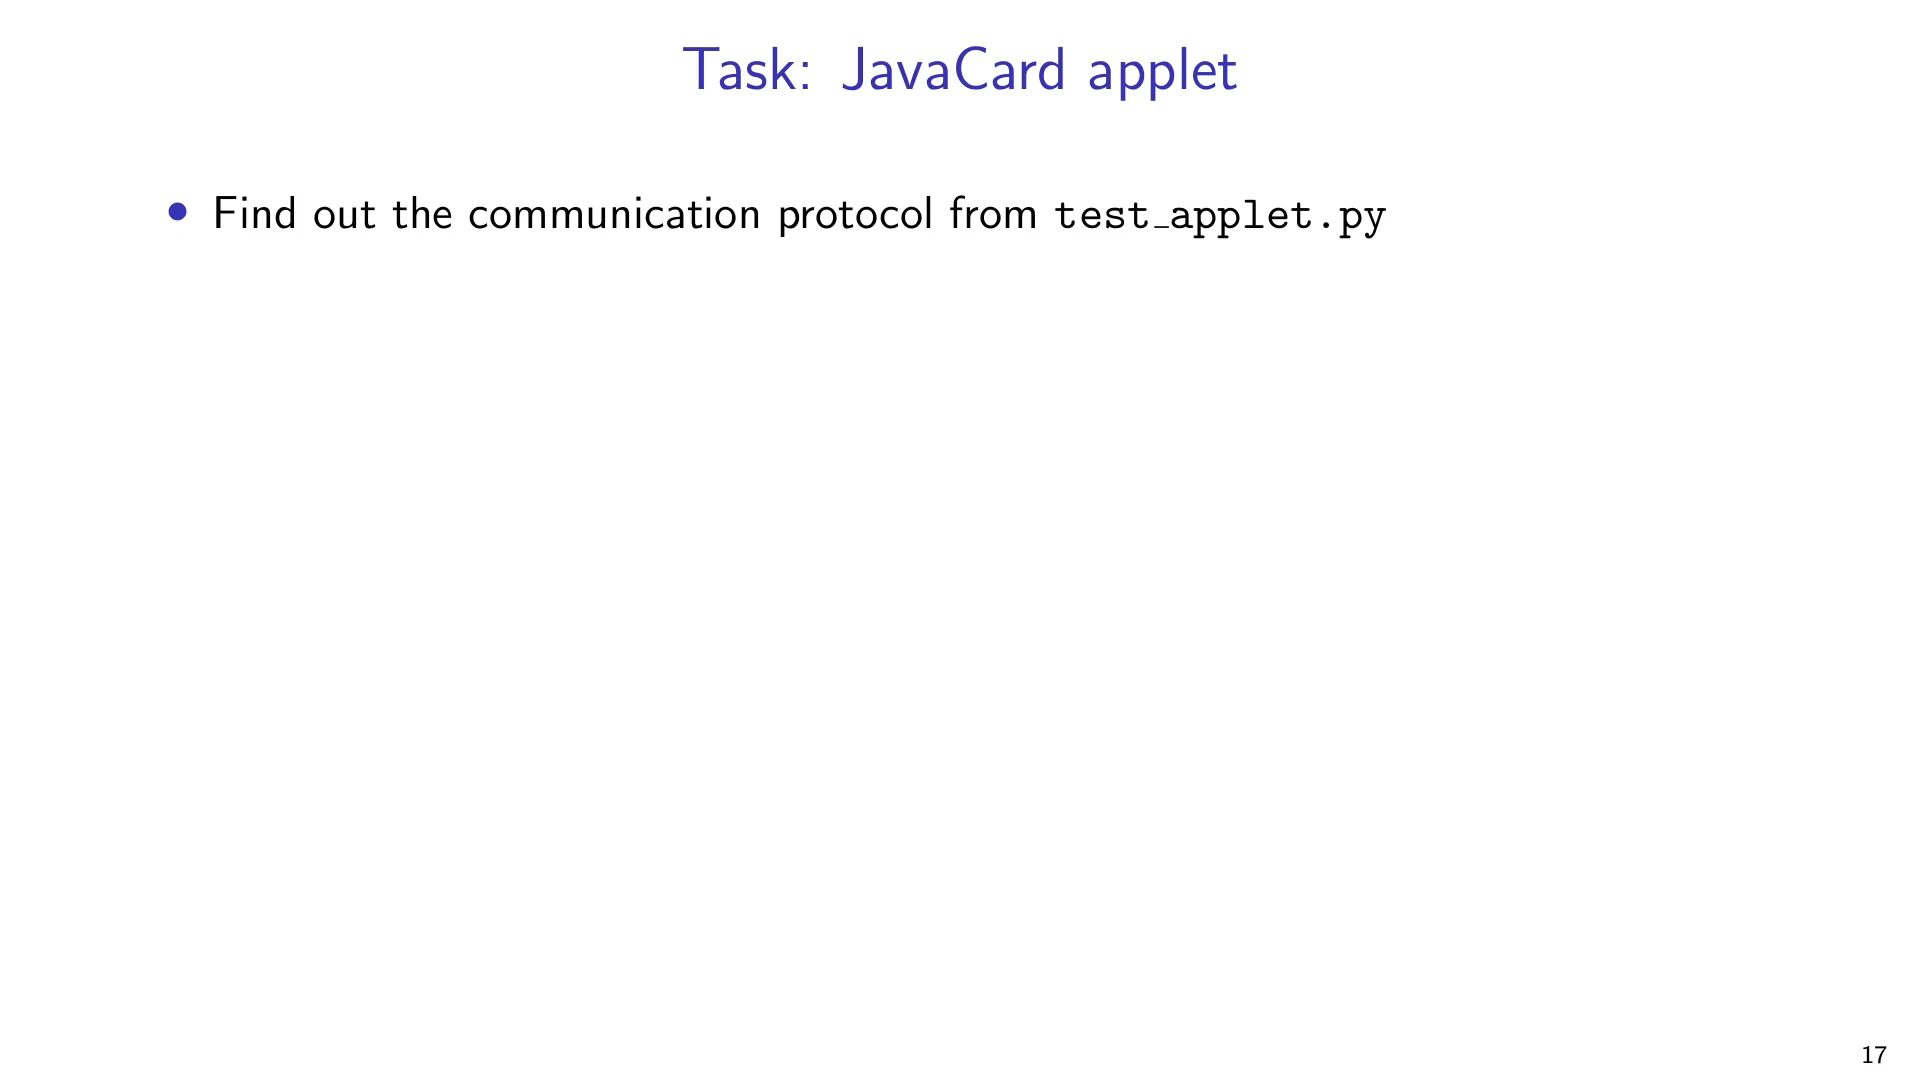 Task: JavaCard applet
• Find out the communication protocol from test_applet.py
17